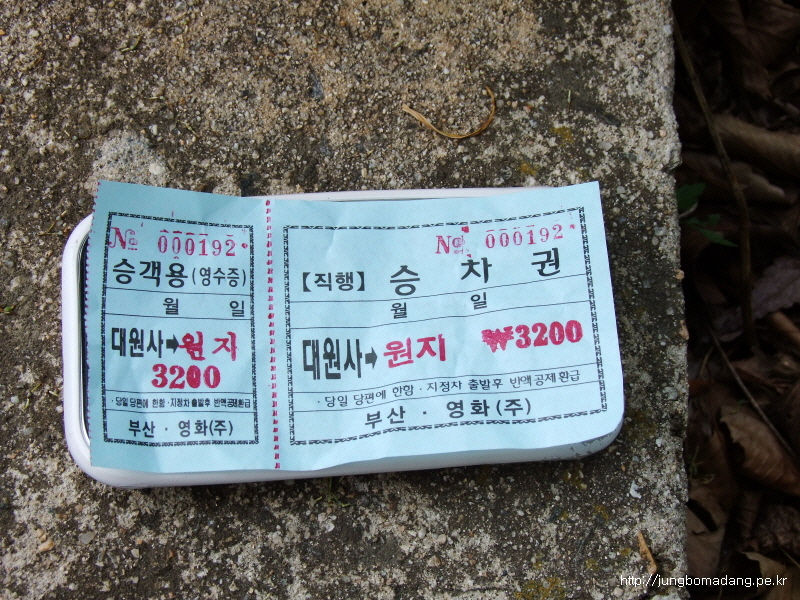 № 000192
승객용(영수증)
월 일
대원사→원지
3200
·당일 당편에 한함·지정차 출발후 반액공제환급
부산·영화(주)
№ 000192
【직행】 승 차 권
월 일
대원사→원지 ₩3200
·당일 당편에 한함·지정차 출발후 반액공제환급
부산·영화(주)
http://jungbomadang.pe.kr